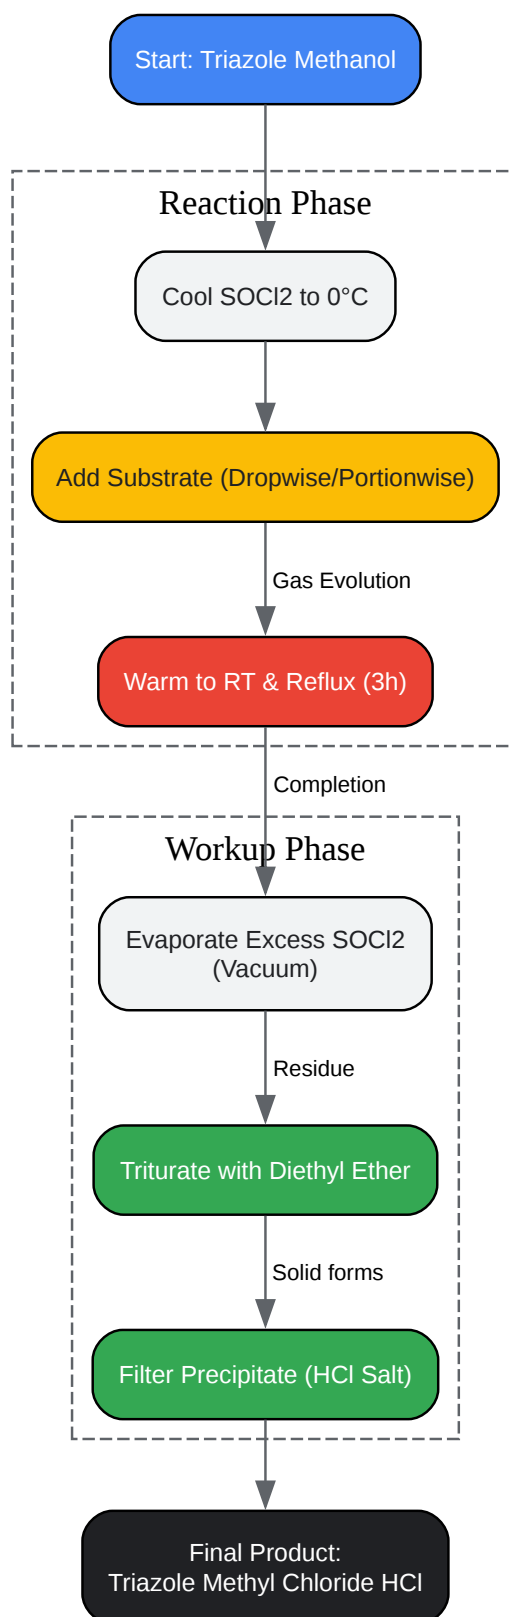 Start: Triazole Methanol
Reaction Phase
Cool SOCl2 to 0°C
Add Substrate (Dropwise/Portionwise)
Gas Evolution
Warm to RT & Reflux (3h)
Completion
Workup Phase
Evaporate Excess SOCl2
(Vacuum)
Residue
Triturate with Diethyl Ether
Solid forms
Filter Precipitate (HCl Salt)
Final Product:
Triazole Methyl Chloride HCl